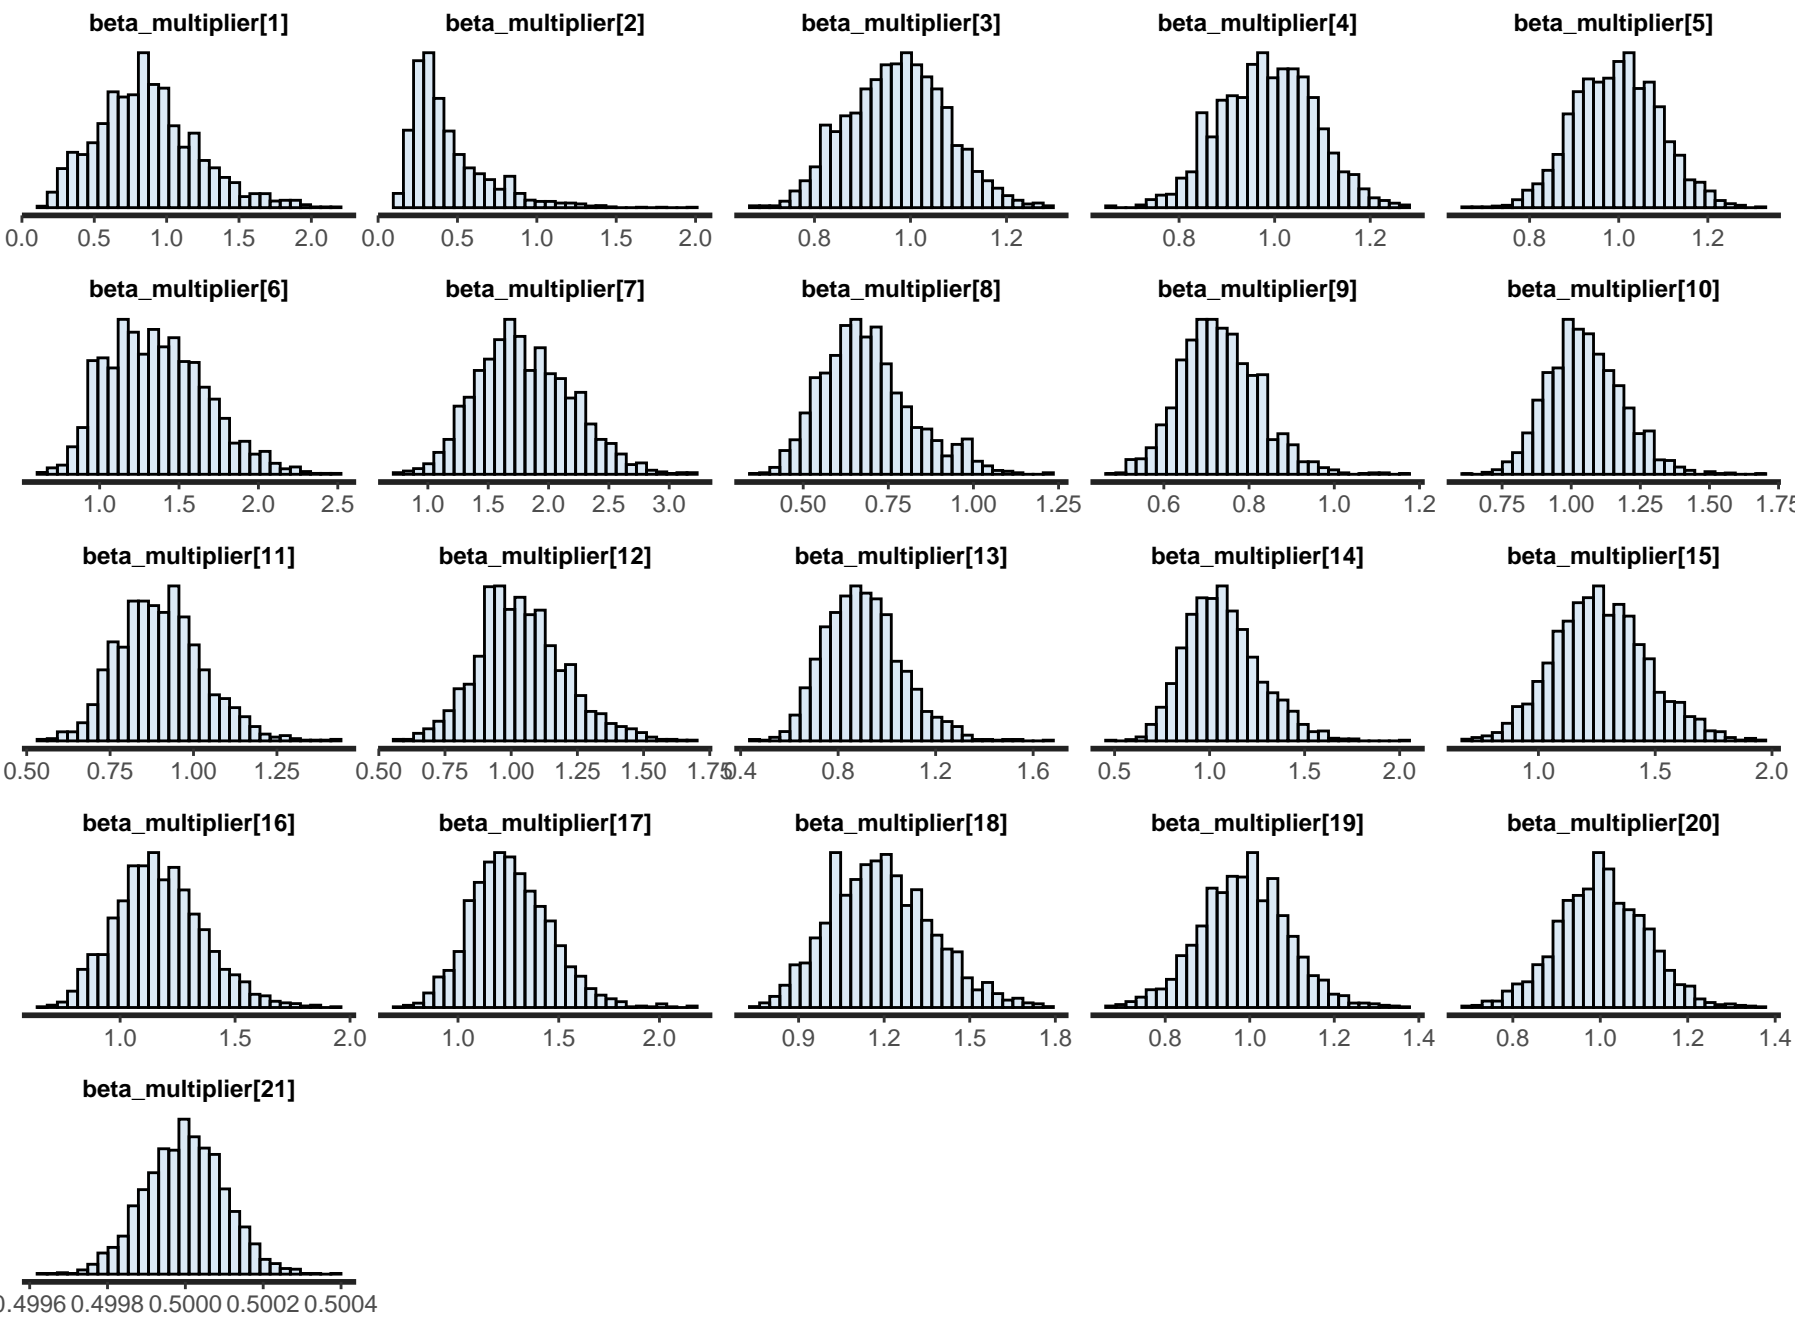 beta_multiplier[1] beta_multiplier[2] beta_multiplier[3] beta_multiplier[4] beta_multiplier[5]
0.0 0.5 1.0 1.5 2.0 0.0 0.5 1.0 1.5 2.0 0.8 1.0 1.2 0.8 1.0 1.2 0.8 1.0 1.2
beta_multiplier[6] beta_multiplier[7] beta_multiplier[8] beta_multiplier[9] beta_multiplier[10]
1.0 1.5 2.0 2.5 1.0 1.5 2.0 2.5 3.0 0.50 0.75 1.00 1.25 0.6 0.8 1.0 1.2 0.75 1.00 1.25 1.50 1.75
beta_multiplier[11] beta_multiplier[12] beta_multiplier[13] beta_multiplier[14] beta_multiplier[15]
0.50 0.75 1.00 1.25 0.50 0.75 1.00 1.25 1.50 1.75 0.4 0.8 1.2 1.6 0.5 1.0 1.5 2.0 1.0 1.5 2.0
beta_multiplier[16] beta_multiplier[17] beta_multiplier[18] beta_multiplier[19] beta_multiplier[20]
1.0 1.5 2.0 1.0 1.5 2.0 0.9 1.2 1.5 1.8 0.8 1.0 1.2 1.4 0.8 1.0 1.2 1.4
beta_multiplier[21]
0.4996 0.4998 0.5000 0.5002 0.5004